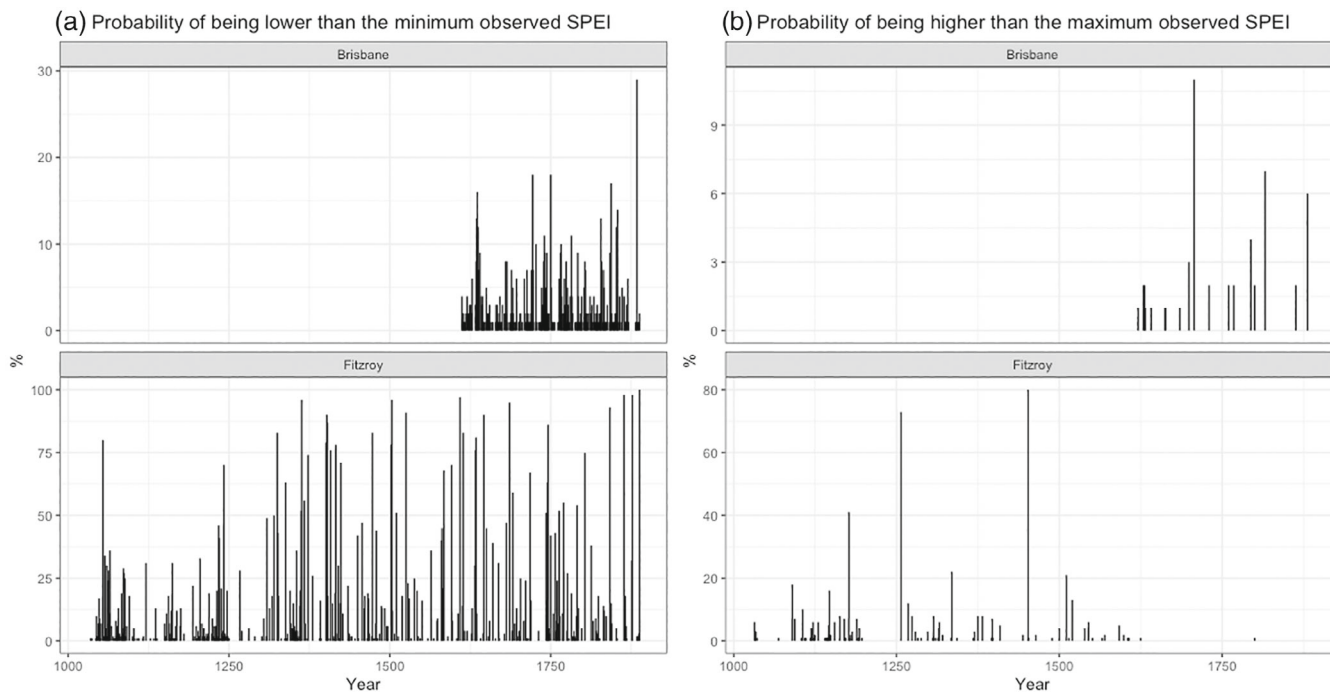 (a) Probability of being lower than the minimum observed SPEI
Brisbane
30
20
10
0
Fitzroy
100
75
50
25
0
1000 1250 1500 1750
Year
%
(b) Probability of being higher than the maximum observed SPEI
Brisbane
9
6
3
0
Fitzroy
80
60
40
20
0
1000 1250 1500 1750
Year
%